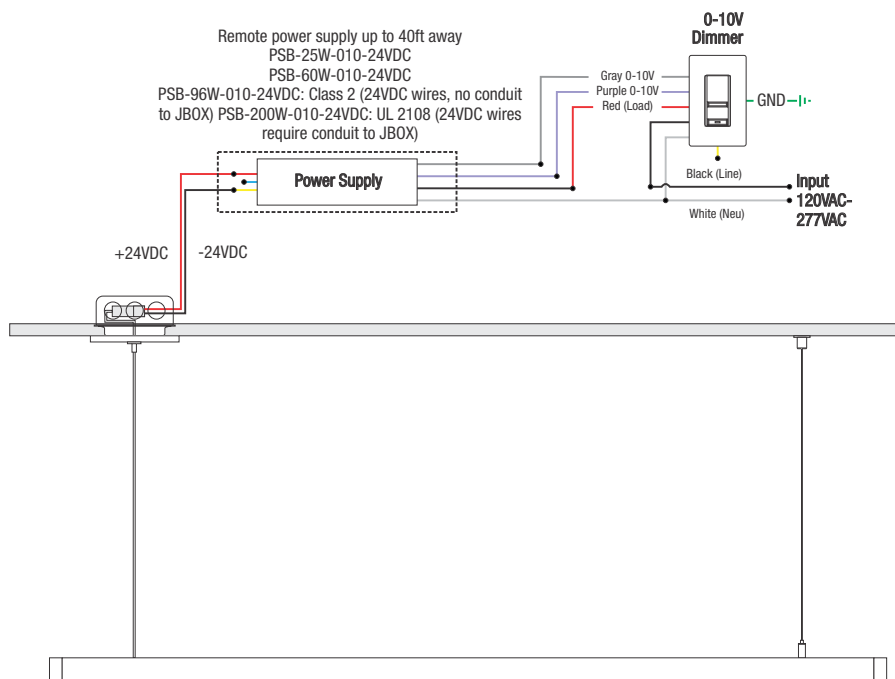 Remote power supply up to 40ft away
PSB-25W-010-24VDC
PSB-60W-010-24VDC
PSB-96W-010-24VDC: Class 2 (24VDC wires, no conduit
to JBOX) PSB-200W-010-24VDC: UL 2108 (24VDC wires
require conduit to JBOX)
0-10V
Dimmer
Gray 0-10V
Purple 0-10V
Red (Load)
GND
Power Supply
Black (Line)
White (Neu)
Input
120VAC-
277VAC
+24VDC
-24VDC